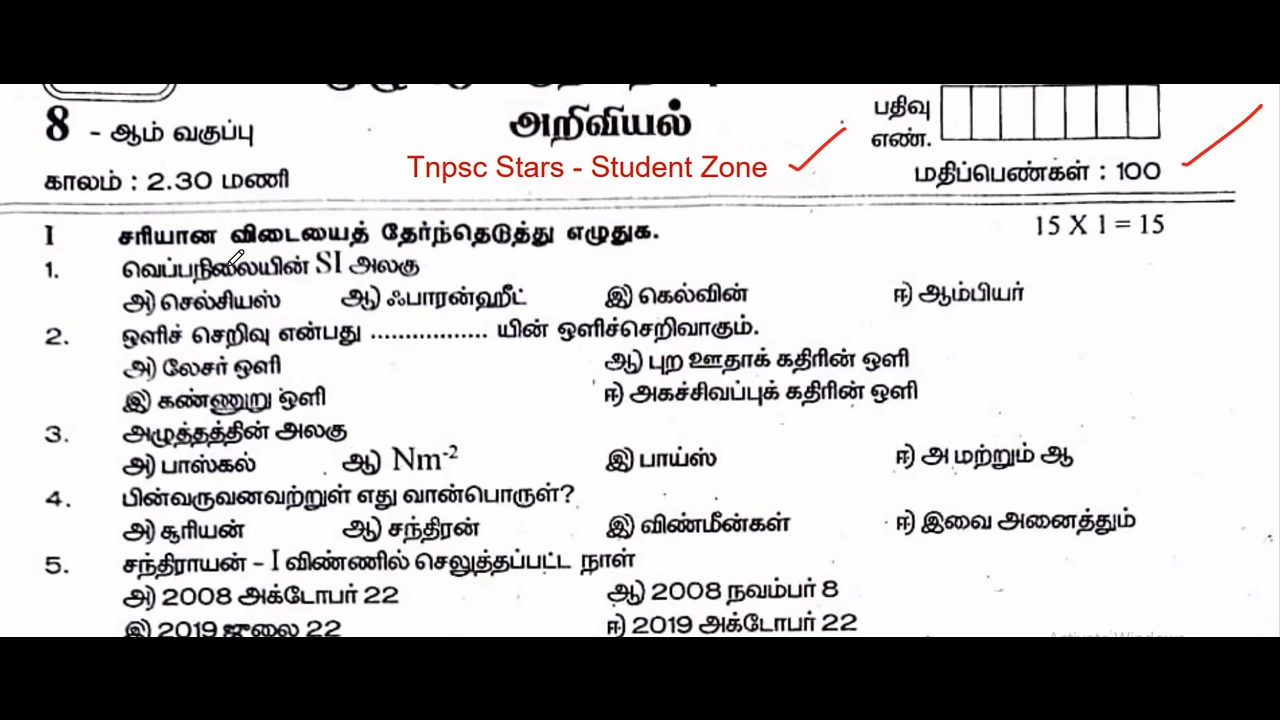 8 - ஆம் வகுப்பு
அறிவியல்
பதிவு
எண்.
Tnpsc Stars - Student Zone
காலம் : 2.30 மணி
மதிப்பெண்கள் : 100
I சரியான விடையைத் தேர்ந்தெடுத்து எழுதுக. 15 X 1 = 15
1. வெப்பநிலையின் SI அலகு
அ) செல்சியஸ் ஆ) ஃபாரன்ஹீட் இ) கெல்வின் ஈ) ஆம்பியர்
2. ஒளிச் செறிவு என்பது ................ யின் ஒளிச்செறிவாகும்.
அ) லேசர் ஒளி ஆ) புற ஊதாக் கதிரின் ஒளி
இ) கண்ணுறு ஒளி ஈ) அகச்சிவப்புக் கதிரின் ஒளி
3. அழுத்தத்தின் அலகு
அ) பாஸ்கல் ஆ) Nm⁻² இ) பாய்ஸ் ஈ) அ மற்றும் ஆ
4. பின்வருவனவற்றுள் எது வான்பொருள்?
அ) சூரியன் ஆ) சந்திரன் இ) விண்மீன்கள் ஈ) இவை அனைத்தும்
5. சந்திராயன் - I விண்ணில் செலுத்தப்பட்ட நாள்
அ) 2008 அக்டோபர் 22 ஆ) 2008 நவம்பர் 8
இ) 2019 ஜுலை 22 ஈ) 2019 அக்டோபர் 22